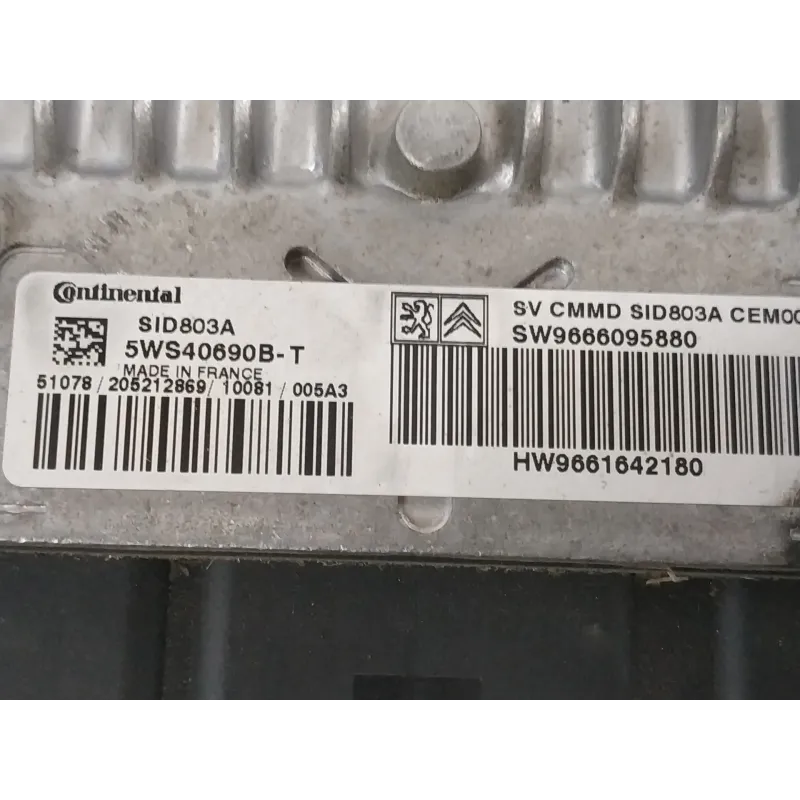 Continental
SID803A
5WS40690B-T
MADE IN FRANCE
51078 / 205212869 / 10081 / 005A3
SV CMMD SID803A CEM00
SW9666095880
HW9661642180